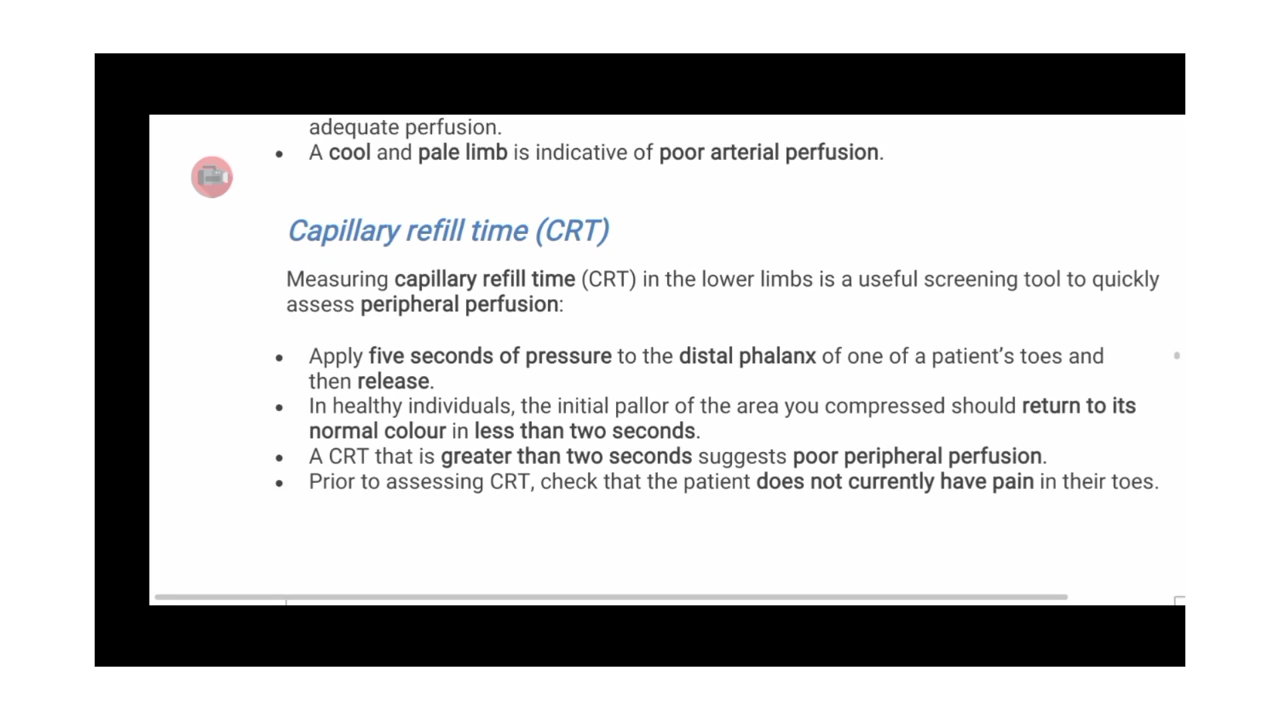 adequate perfusion.
• A cool and pale limb is indicative of poor arterial perfusion.
Capillary refill time (CRT)
Measuring capillary refill time (CRT) in the lower limbs is a useful screening tool to quickly
assess peripheral perfusion:
• Apply five seconds of pressure to the distal phalanx of one of a patient's toes and
then release.
• In healthy individuals, the initial pallor of the area you compressed should return to its
normal colour in less than two seconds.
• A CRT that is greater than two seconds suggests poor peripheral perfusion.
• Prior to assessing CRT, check that the patient does not currently have pain in their toes.